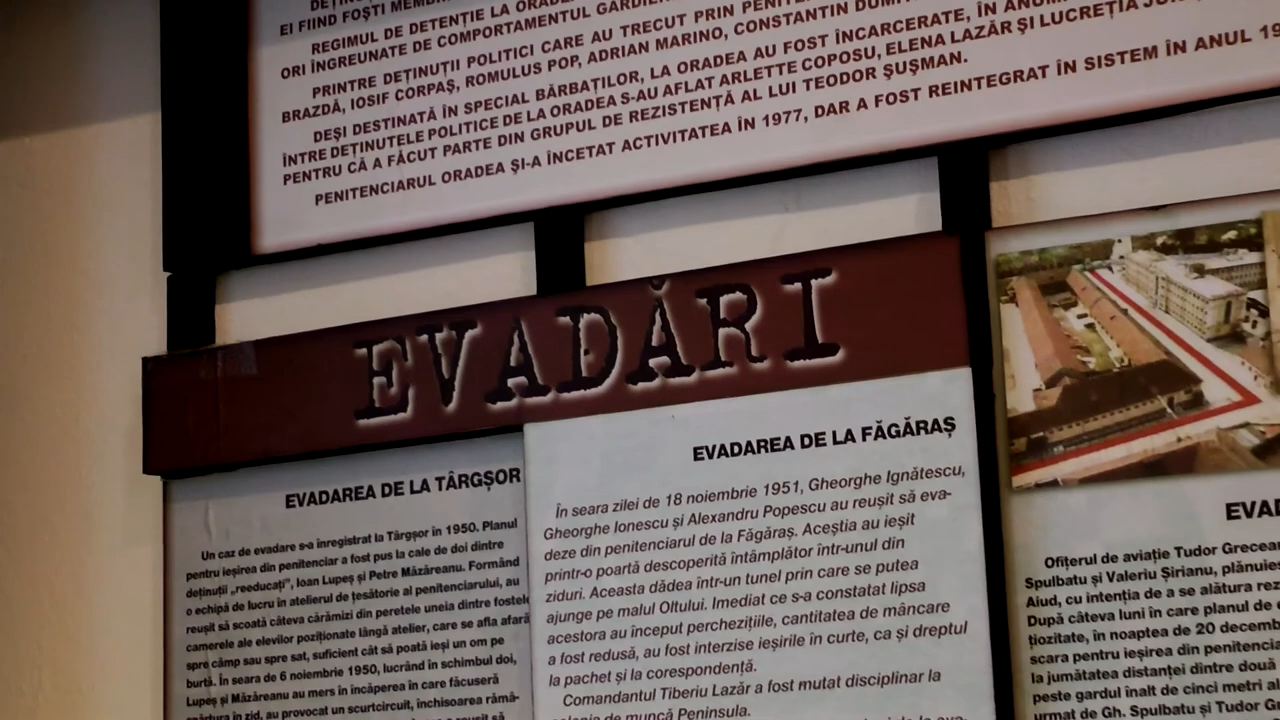 EI FIIND FOȘTI
REGIMUL DE DETENȚIE LA
ORI ÎNGREUNATE DE COMPORTAMENTUL
PRINTRE DEȚINUȚII POLITICI CARE AU TRECUT PRIN
BRAZDĂ, IOSIF CORPAȘ, ROMULUS POP, ADRIAN MARINO, CONSTANTIN
DEȘI DESTINATĂ ÎN SPECIAL BĂRBAȚILOR, LA ORADEA AU FOST ÎNCARCERATE, ÎN
ÎNTRE DEȚINUTELE POLITICE DE LA ORADEA S-AU AFLAT ARLETTE COPOSU, ELENA LAZĂR ȘI LUCREȚIA
PENTRU CĂ A FĂCUT PARTE DIN GRUPUL DE REZISTENȚĂ AL LUI TEODOR ȘUȘMAN.
PENITENCIARUL ORADEA ȘI-A ÎNCETAT ACTIVITATEA ÎN 1977, DAR A FOST REINTEGRAT ÎN SISTEM ÎN ANUL
EVADĂRI
EVADAREA DE LA TÂRGȘOR
Un caz de evadare s-a înregistrat la Târgșor în 1950. Planul
pentru ieșirea din penitenciar a fost pus la cale de doi dintre
deținuții „reeducați", Ioan Lupeș și Petre Măzăreanu. Formând
o echipă de lucru în atelierul de țesătorie al penitenciarului, au
reușit să scoată câteva cărămizi din peretele uneia dintre fostele
camerele ale elevilor poziționate lângă atelier, care se afla afară
spre câmp sau spre sat, suficient cât să poată ieși un om pe
burtă. În seara de 6 noiembrie 1950, lucrând în schimbul doi,
Lupeș și Măzăreanu au mers în încăperea în care făcuseră
spărtura în zid, au provocat un scurtcircuit, închisoarea rămâ-
EVADAREA DE LA FĂGĂRAȘ
În seara zilei de 18 noiembrie 1951, Gheorghe Ignătescu,
Gheorghe Ionescu și Alexandru Popescu au reușit să eva-
deze din penitenciarul de la Făgăraș. Aceștia au ieșit
printr-o poartă descoperită întâmplător într-unul din
ziduri. Aceasta dădea într-un tunel prin care se putea
ajunge pe malul Oltului. Imediat ce s-a constatat lipsa
acestora au început perchezițiile, cantitatea de mâncare
a fost redusă, au fost interzise ieșirile în curte, ca și dreptul
la pachet și la corespondență.
Comandantul Tiberiu Lazăr a fost mutat disciplinar la
colonia de muncă Peninsula.
Ofițerul de aviație Tudor
Spulbatu și Valeriu Șirianu,
Aiud, cu intenția de a se alătura
După câteva luni în care planul de
țiozitate, în noaptea de 20
scara pentru ieșirea din
la jumătatea distanței dintre două
peste gardul înalt de cinci metri
urmat de Gh. Spulbatu și Tudor